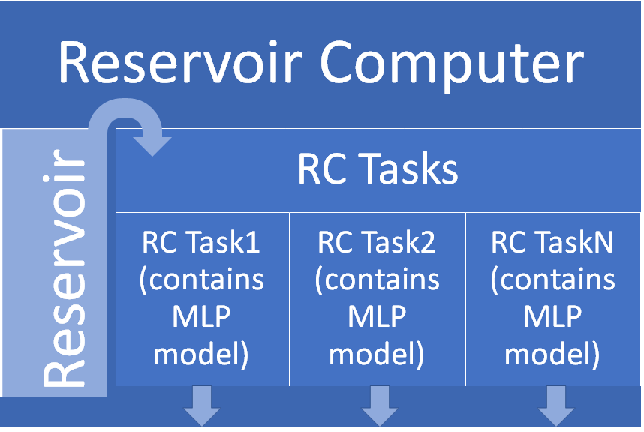 Reservoir Computer
Reservoir
RC Tasks
RC Task1
(contains
MLP
model)
RC Task2
(contains
MLP
model)
RC TaskN
(contains
MLP
model)